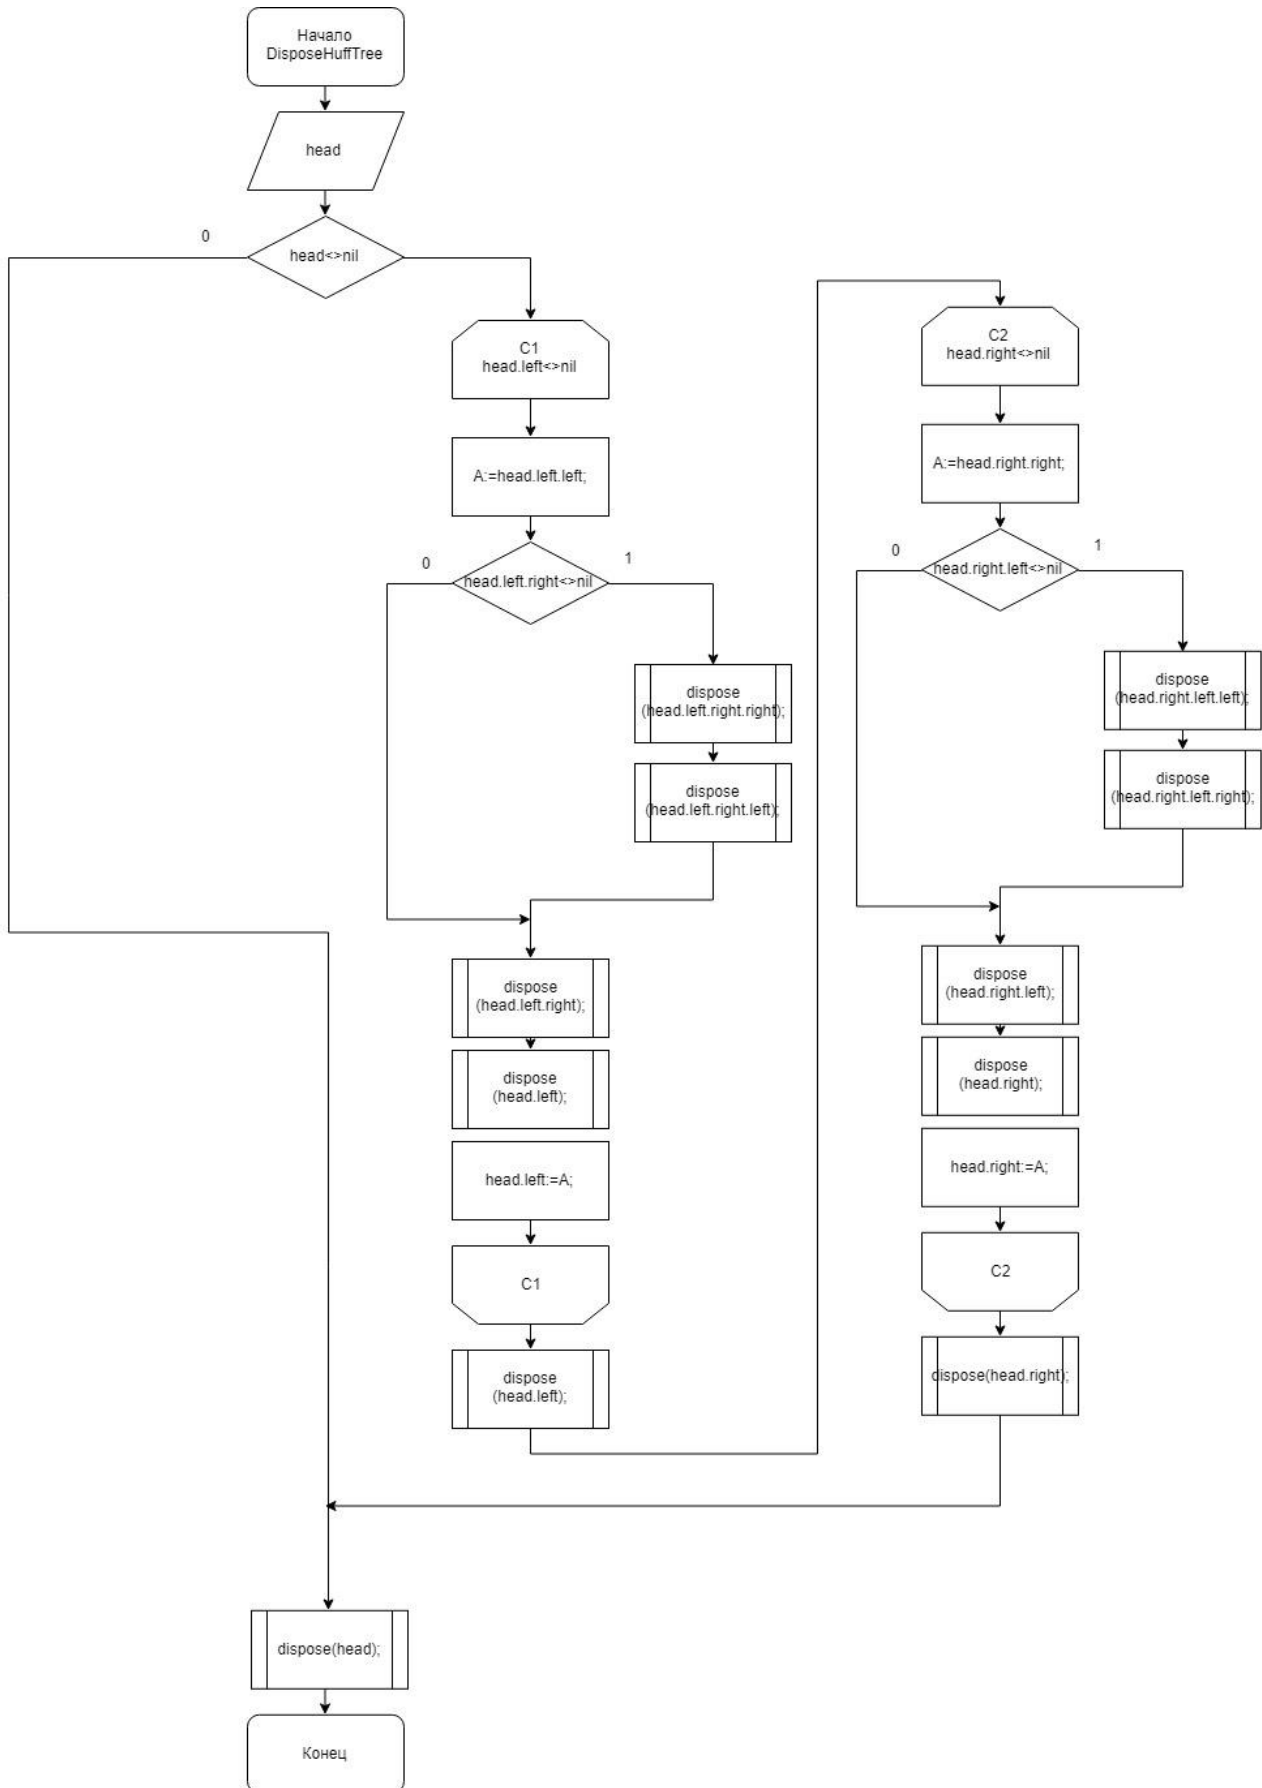 Начало
DisposeHuffTree
head
0
head<>nil
C1
head.left<>nil
A:=head.left.left;
0
1
head.left.right<>nil
dispose
(head.left.right.right);
dispose
(head.left.right.left);
dispose
(head.left.right);
dispose
(head.left);
head.left:=A;
C1
dispose
(head.left);
C2
head.right<>nil
A:=head.right.right;
0
1
head.right.left<>nil
dispose
(head.right.left.left);
dispose
(head.right.left.right);
dispose
(head.right.left);
dispose
(head.right);
head.right:=A;
C2
dispose(head.right);
dispose(head);
Конец